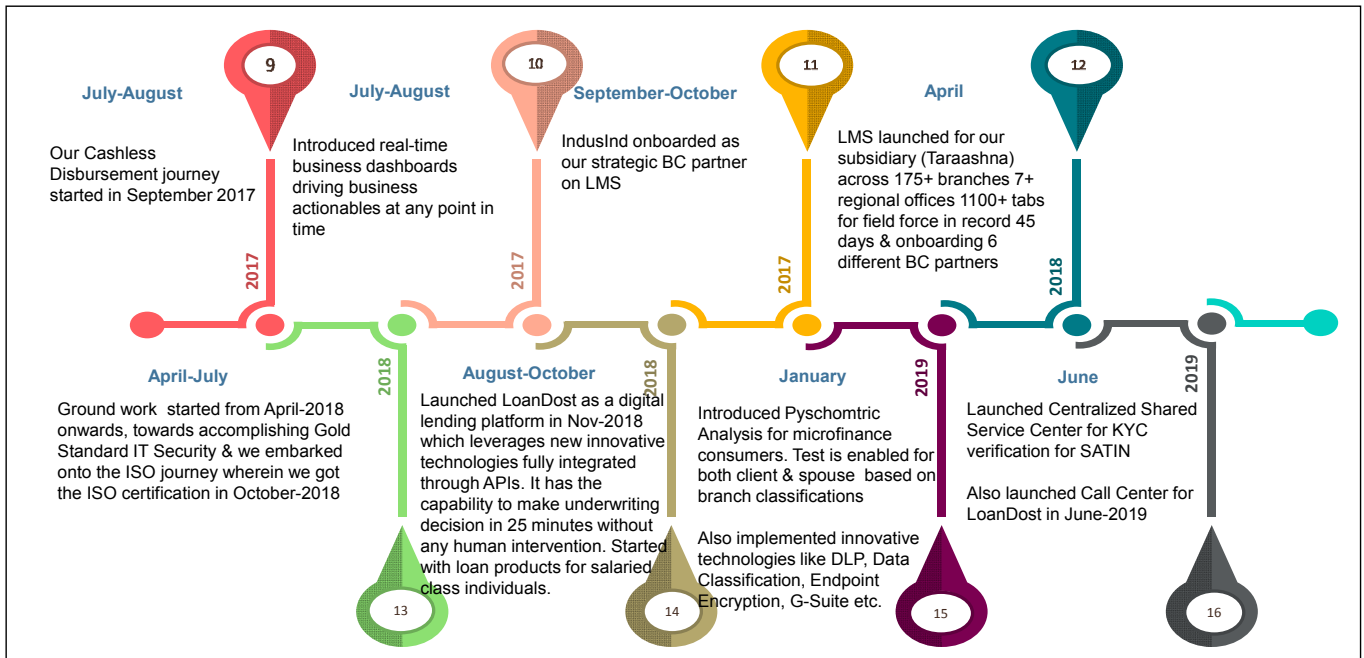 9
July-August
Our Cashless
Disbursement journey
started in September 2017
2017
10
July-August
Introduced real-time
business dashboards
driving business
actionables at any point in
time
2017
11
September-October
IndusInd onboarded as
our strategic BC partner
on LMS
2017
12
April
LMS launched for our
subsidiary (Taraashna)
across 175+ branches 7+
regional offices 1100+ tabs
for field force in record 45
days & onboarding 6
different BC partners
2018
April-July
Ground work started from April-2018
onwards, towards accomplishing Gold
Standard IT Security & we embarked
onto the ISO journey wherein we got
the ISO certification in October-2018
2018
13
August-October
Launched LoanDost as a digital
lending platform in Nov-2018
which leverages new innovative
technologies fully integrated
through APIs. It has the
capability to make underwriting
decision in 25 minutes without
any human intervention. Started
with loan products for salaried
class individuals.
2018
14
January
Introduced Pyschomtric
Analysis for microfinance
consumers. Test is enabled for
both client & spouse based on
branch classifications
Also implemented innovative
technologies like DLP, Data
Classification, Endpoint
Encryption, G-Suite etc.
2019
15
June
Launched Centralized Shared
Service Center for KYC
verification for SATIN
Also launched Call Center for
LoanDost in June-2019
2019
16